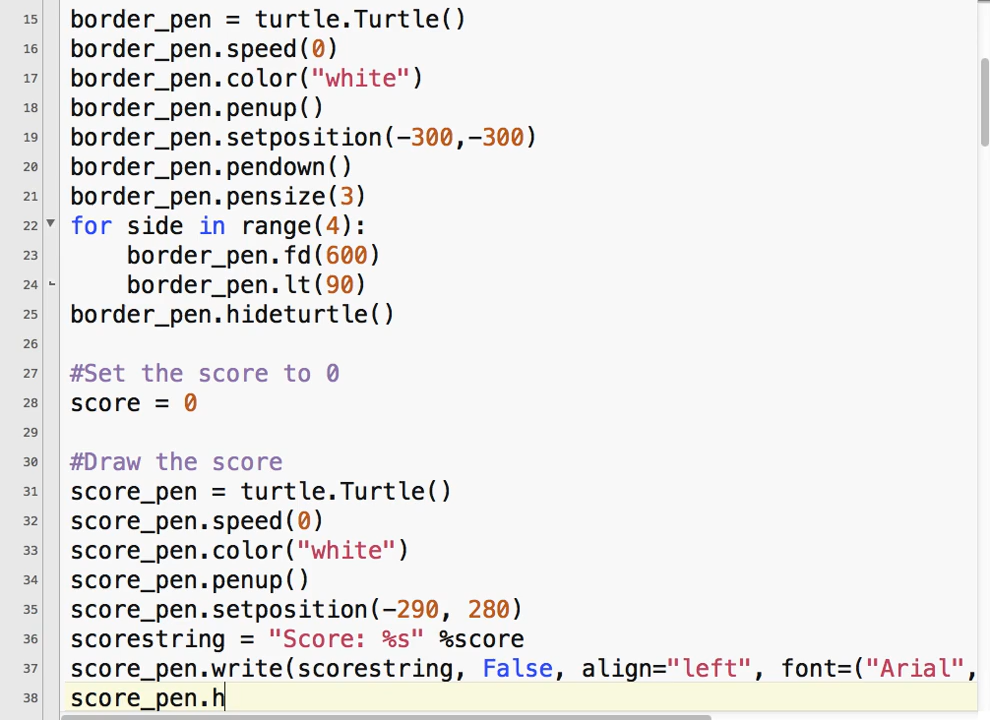 15 border_pen = turtle.Turtle()
16 border_pen.speed(0)
17 border_pen.color("white")
18 border_pen.penup()
19 border_pen.setposition(-300,-300)
20 border_pen.pendown()
21 border_pen.pensize(3)
22 for side in range(4):
23     border_pen.fd(600)
24     border_pen.lt(90)
25 border_pen.hideturtle()
26
27 #Set the score to 0
28 score = 0
29
30 #Draw the score
31 score_pen = turtle.Turtle()
32 score_pen.speed(0)
33 score_pen.color("white")
34 score_pen.penup()
35 score_pen.setposition(-290, 280)
36 scorestring = "Score: %s" %score
37 score_pen.write(scorestring, False, align="left", font=("Arial",
38 score_pen.h